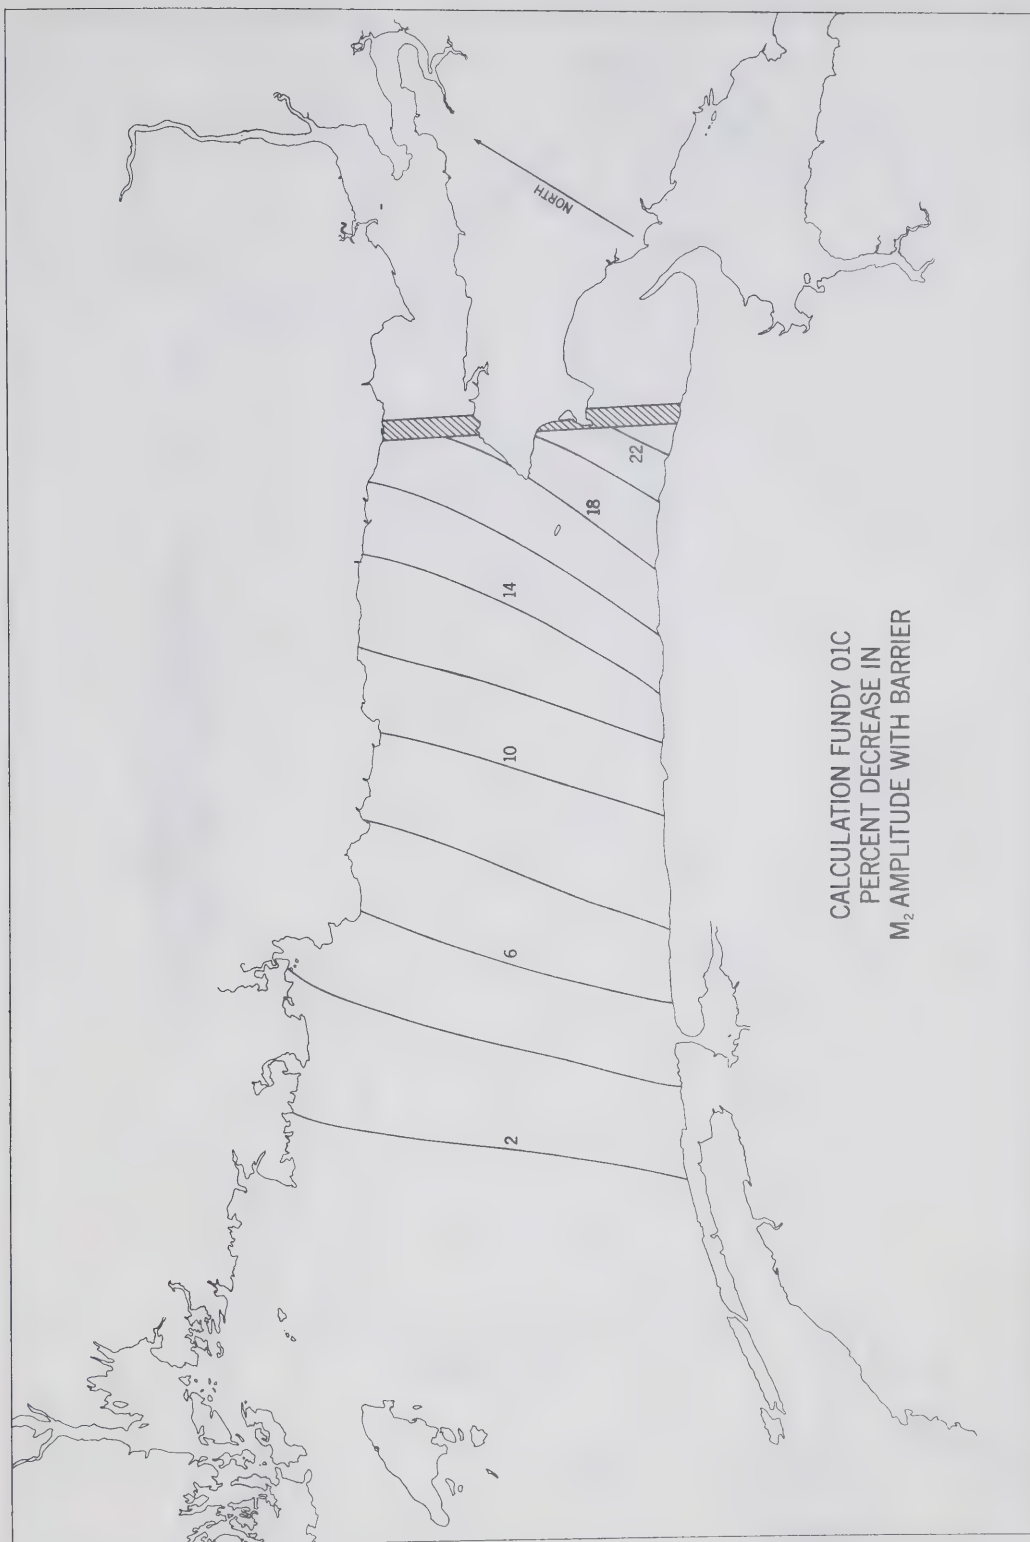 NORTH
22
18
14
10
6
2
CALCULATION FUNDY 01C
PERCENT DECREASE IN
M₂ AMPLITUDE WITH BARRIER